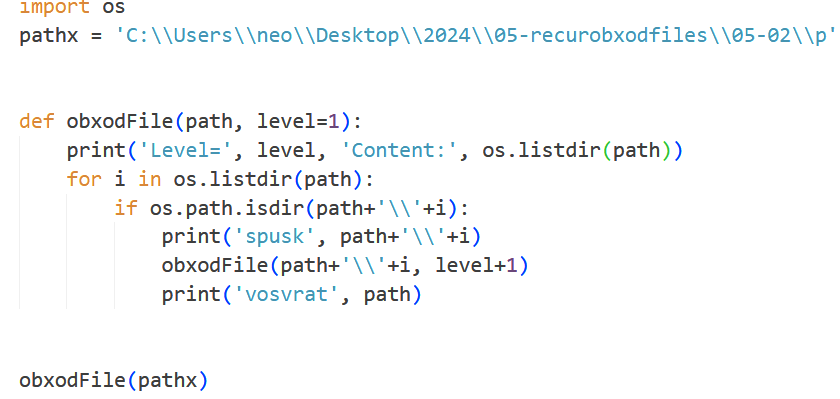 import os
pathx = 'C:\\Users\\neo\\Desktop\\2024\\05-recurobxodfiles\\05-02\\p'
def obxodFile(path, level=1):
    print('Level=', level, 'Content:', os.listdir(path))
    for i in os.listdir(path):
        if os.path.isdir(path+'\\'+i):
            print('spusk', path+'\\'+i)
            obxodFile(path+'\\'+i, level+1)
            print('vosvrat', path)
obxodFile(pathx)